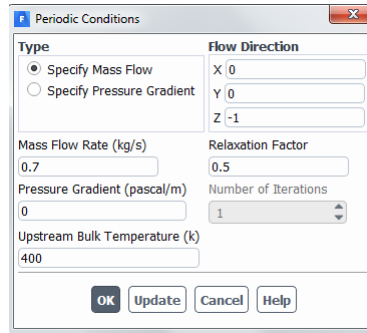 Periodic Conditions
Type
Specify Mass Flow
Specify Pressure Gradient
Flow Direction
X 0
Y 0
Z -1
Mass Flow Rate (kg/s)
0.7
Relaxation Factor
0.5
Pressure Gradient (pascal/m)
0
Number of Iterations
1
Upstream Bulk Temperature (k)
400
OK Update Cancel Help